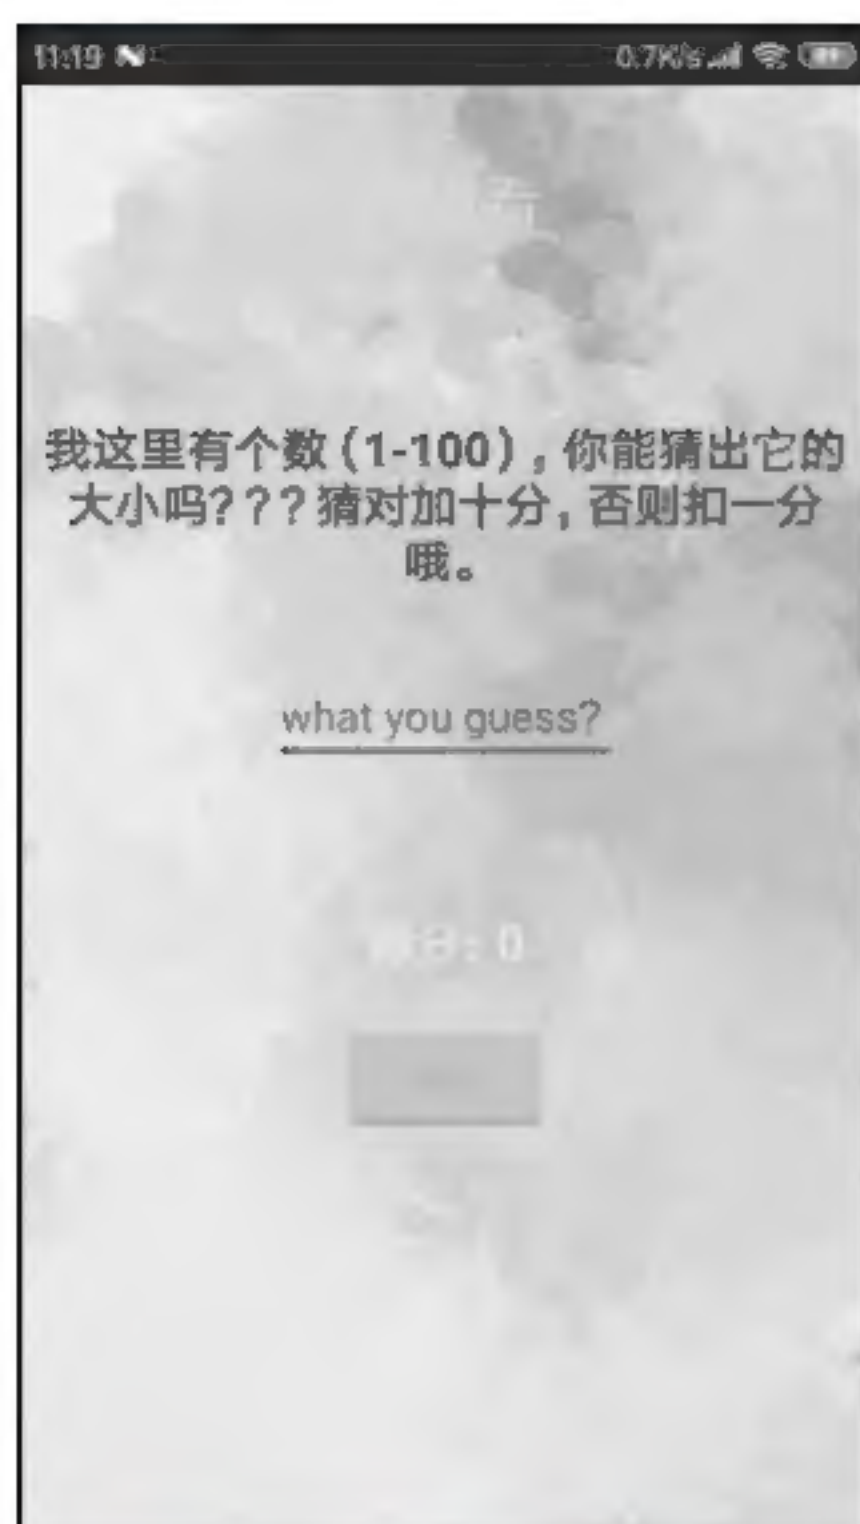 11:19
0.7K/s
我这里有个数(1-100)，你能猜出它的
大小吗???猜对加十分，否则扣一分
哦。
what you guess?
: 0